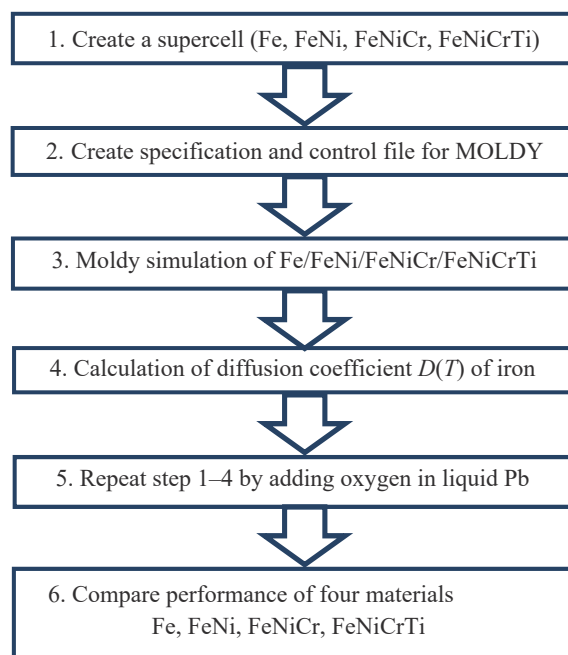 1. Create a supercell (Fe, FeNi, FeNiCr, FeNiCrTi)
2. Create specification and control file for MOLDY
3. Moldy simulation of Fe/FeNi/FeNiCr/FeNiCrTi
4. Calculation of diffusion coefficient D(T) of iron
5. Repeat step 1–4 by adding oxygen in liquid Pb
6. Compare performance of four materials
Fe, FeNi, FeNiCr, FeNiCrTi